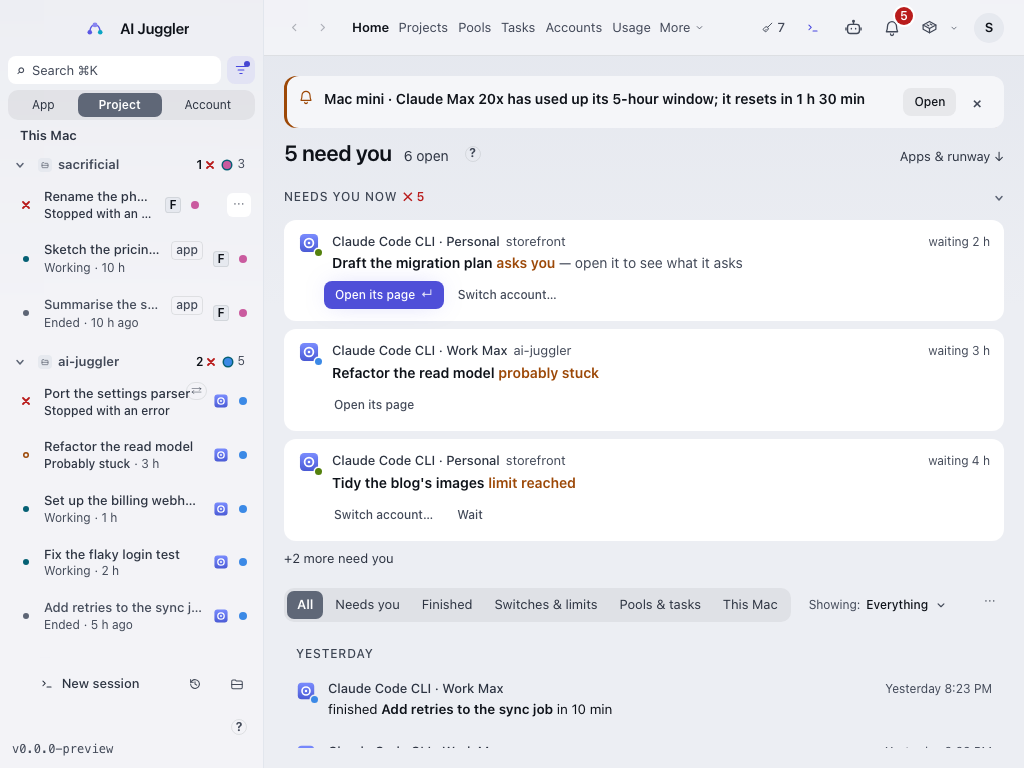 AI Juggler
Search ⌘K
App Project Account
This Mac
sacrificial 1 3
Rename the ph... F
Stopped with an ...
Sketch the pricin... app F
Working · 10 h
Summarise the s... app F
Ended · 10 h ago
ai-juggler 2 5
Port the settings parser
Stopped with an error
Refactor the read model
Probably stuck · 3 h
Set up the billing webh...
Working · 1 h
Fix the flaky login test
Working · 2 h
Add retries to the sync j...
Ended · 5 h ago
New session
?
v0.0.0-preview
Home Projects Pools Tasks Accounts Usage More 7 5 S
Mac mini · Claude Max 20x has used up its 5-hour window; it resets in 1 h 30 min Open ×
5 need you 6 open ? Apps & runway ↓
NEEDS YOU NOW × 5
Claude Code CLI · Personal storefront waiting 2 h
Draft the migration plan asks you — open it to see what it asks
Open its page ↵ Switch account...
Claude Code CLI · Work Max ai-juggler waiting 3 h
Refactor the read model probably stuck
Open its page
Claude Code CLI · Personal storefront waiting 4 h
Tidy the blog's images limit reached
Switch account... Wait
+2 more need you
All Needs you Finished Switches & limits Pools & tasks This Mac Showing: Everything ...
YESTERDAY
Claude Code CLI · Work Max Yesterday 8:23 PM
finished Add retries to the sync job in 10 min